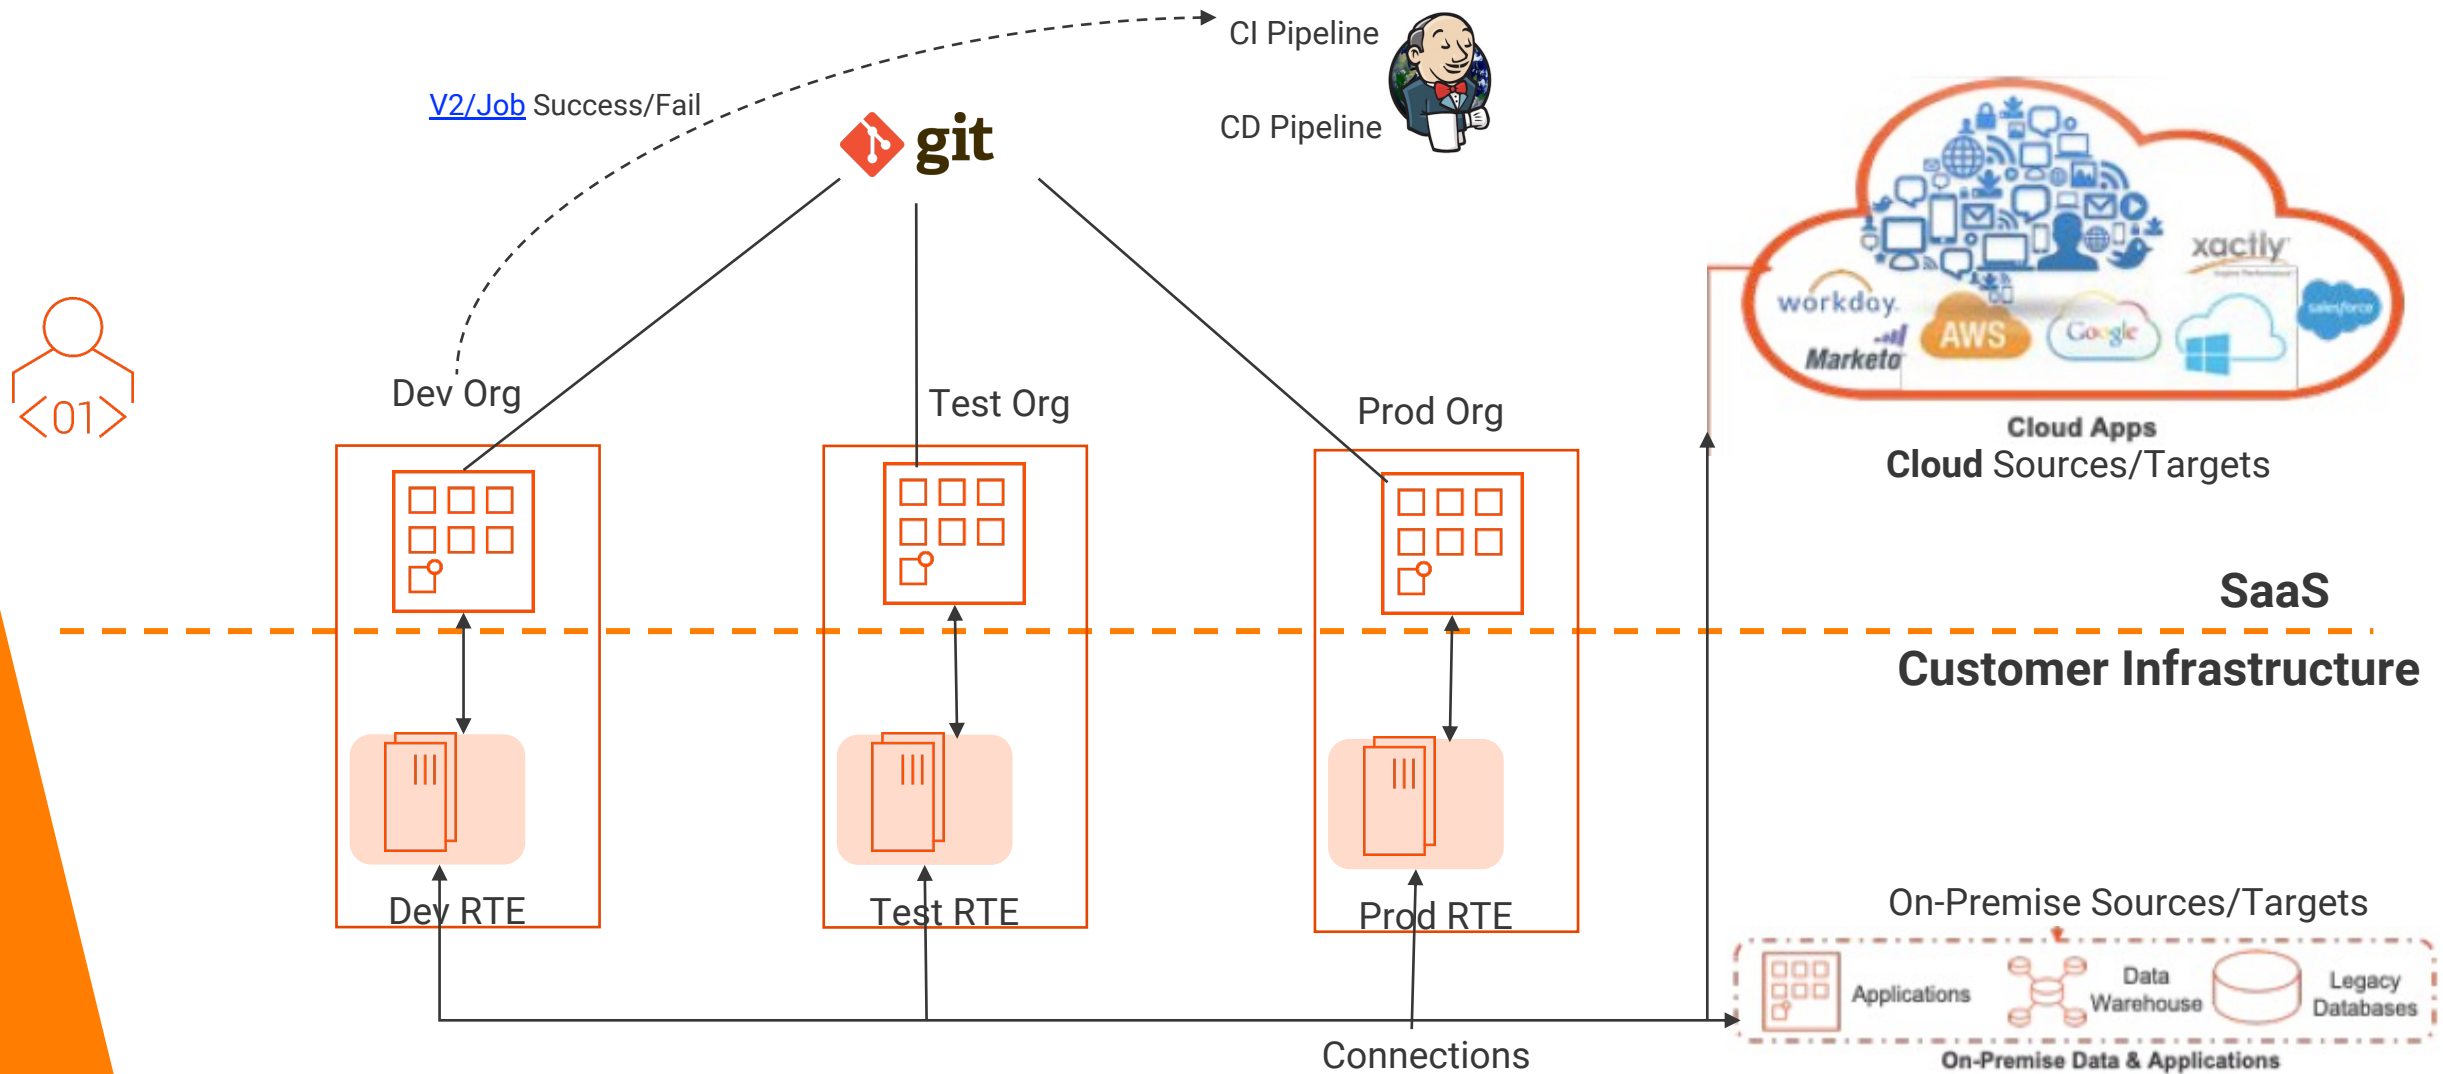 CI Pipeline
V2/Job Success/Fail
git
CD Pipeline
xactly
workday.
Marketo
AWS
Google
salesforce
<01>
Dev Org
Test Org
Prod Org
Cloud Apps
Cloud Sources/Targets
SaaS
Customer Infrastructure
Dev RTE
Test RTE
Prod RTE
On-Premise Sources/Targets
Applications
Data
Warehouse
Legacy
Databases
Connections
On-Premise Data & Applications